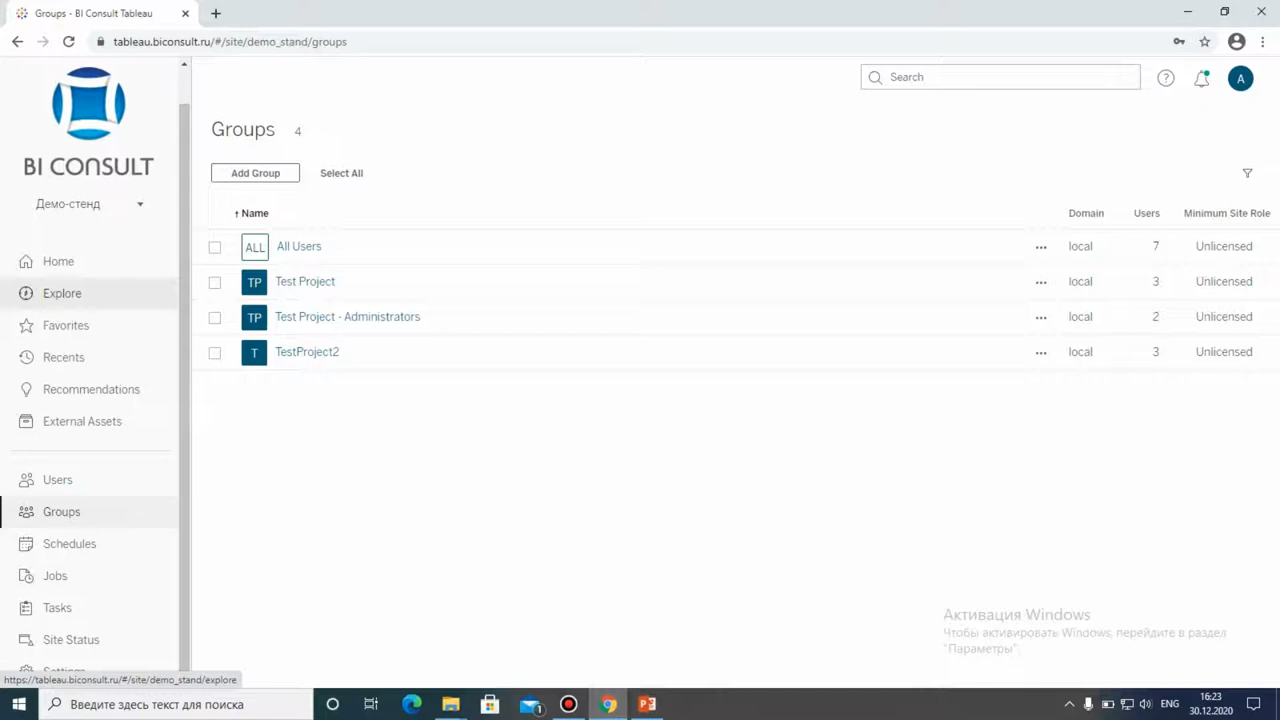 Groups - BI Consult Tableau
tableau.biconsult.ru/#/site/demo_stand/groups
BI CONSULT
Демо-стенд
Home
Explore
Favorites
Recents
Recommendations
External Assets
Users
Groups
Schedules
Jobs
Tasks
Site Status
Settings
https://tableau.biconsult.ru/#/site/demo_stand/explore
Search
?
A
Groups 4
Add Group Select All
↑ Name Domain Users Minimum Site Role
ALL All Users ··· local 7 Unlicensed
TP Test Project ··· local 3 Unlicensed
TP Test Project - Administrators ··· local 2 Unlicensed
T TestProject2 ··· local 3 Unlicensed
Активация Windows
Чтобы активировать Windows, перейдите в раздел
"Параметры".
Введите здесь текст для поиска
1
ENG
16:23
30.12.2020